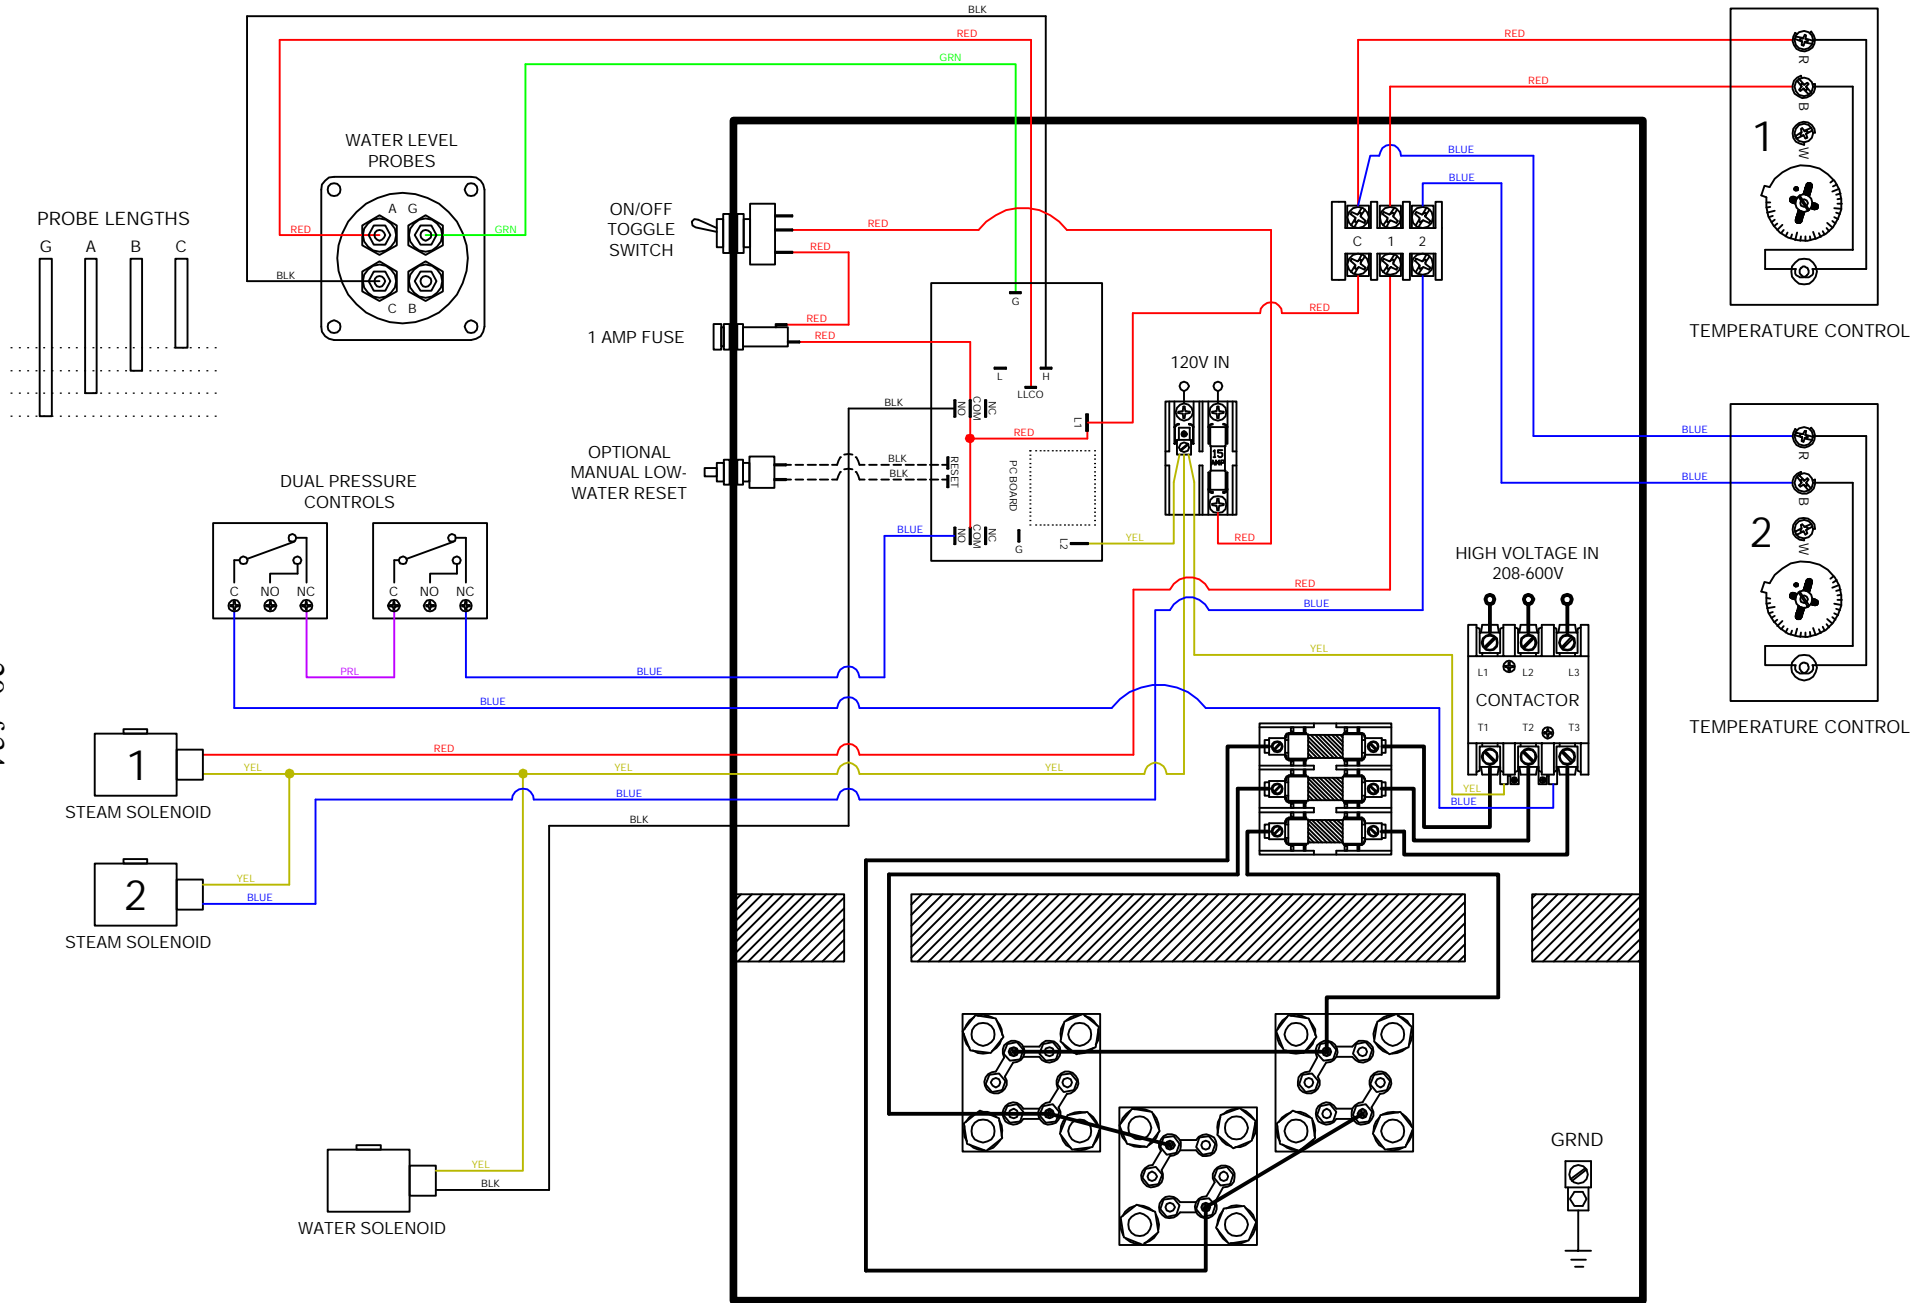 BLK
RED
GRN
RED
RED
WATER LEVEL
PROBES
A G
C B
RED
GRN
BLK
PROBE LENGTHS
G A B C
ON/OFF
TOGGLE
SWITCH
RED
RED
1 AMP FUSE
RED
RED
OPTIONAL
MANUAL LOW-
WATER RESET
BLK
BLK
BLK
G
L
H
LLCO
NO
COM
NC
L1
RED
RESET
PC BOARD
NO
COM
NC
G
L2
BLUE
YEL
120V IN
15
AMP
RED
RED
BLUE
BLUE
C 1 2
R
B
W
1
TEMPERATURE CONTROL
BLUE
BLUE
R
B
W
2
TEMPERATURE CONTROL
DUAL PRESSURE
CONTROLS
C NO NC
C NO NC
PRL
BLUE
BLUE
RED
BLUE
YEL
HIGH VOLTAGE IN
208-600V
L1 L2 L3
CONTACTOR
T1 T2 T3
YEL
BLUE
1
STEAM SOLENOID
RED
YEL
YEL
YEL
BLUE
BLK
2
STEAM SOLENOID
YEL
BLUE
WATER SOLENOID
YEL
BLK
GRND